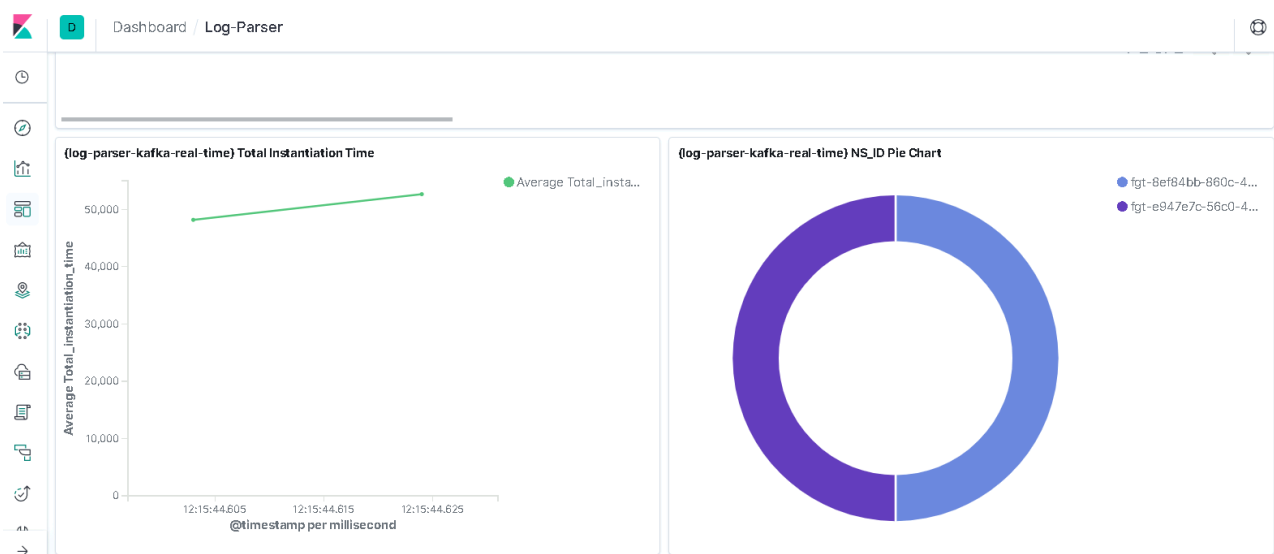 D Dashboard / Log-Parser
{log-parser-kafka-real-time} Total Instantiation Time
Average Total_insta...
50,000
40,000
30,000
20,000
10,000
0
Average Total_instantiation_time
12:15:44.605 12:15:44.615 12:15:44.625
@timestamp per millisecond
{log-parser-kafka-real-time} NS_ID Pie Chart
fgt-8ef84bb-860c-4...
fgt-e947e7c-56c0-4...